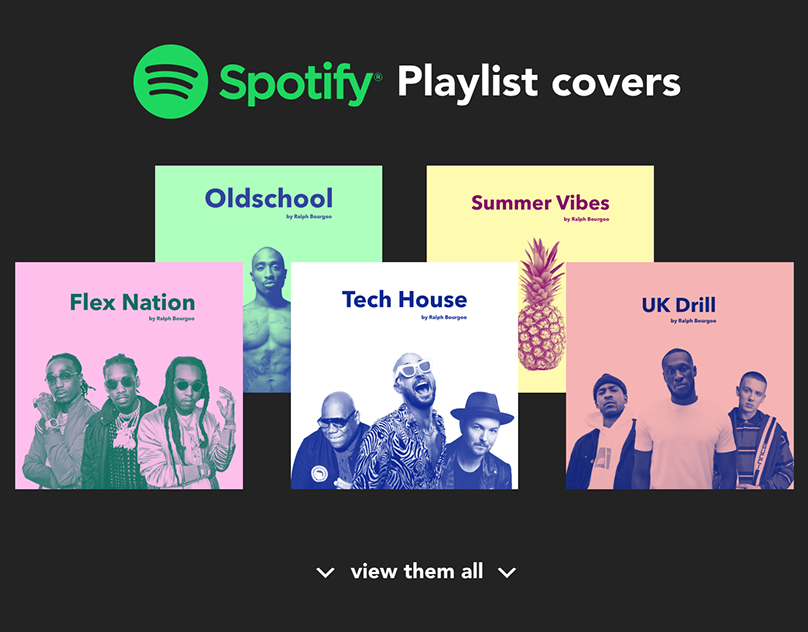 Spotify® Playlist covers
Oldschool
by Ralph Bourgoo
Summer Vibes
by Ralph Bourgoo
Flex Nation
by Ralph Bourgoo
Tech House
by Ralph Bourgoo
UK Drill
by Ralph Bourgoo
view them all